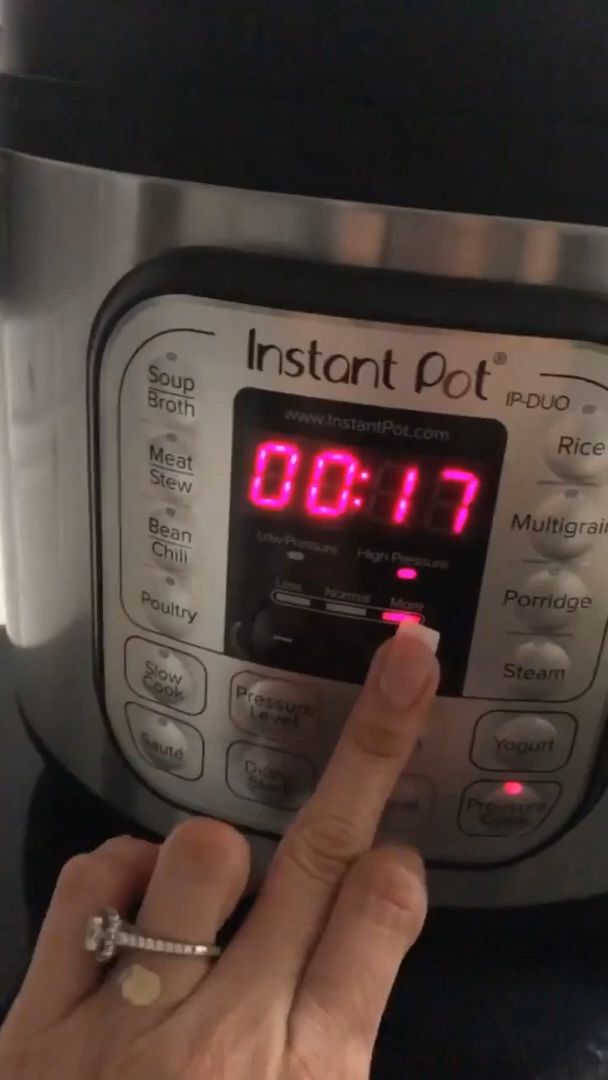 Instant Pot®
IP-DUO
www.InstantPot.com
00:17
Low Pressure
High Pressure
Less
Normal
More
Soup
Broth
Meat
Stew
Bean
Chili
Poultry
Slow
Cook
Sauté
Pressure
Level
Rice
Multigrain
Porridge
Steam
Yogurt
Pressure
Cook